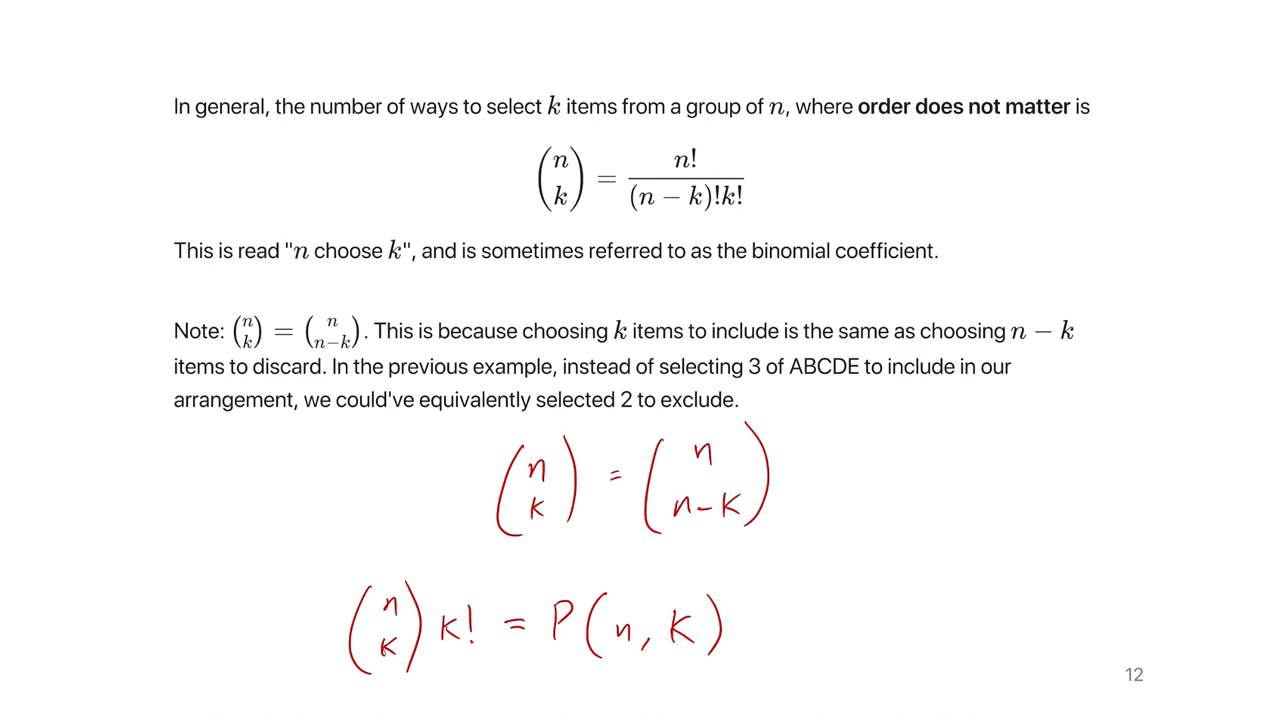 In general, the number of ways to select k items from a group of n, where order does not matter is
(n k) = n! / (n − k)!k!
This is read "n choose k", and is sometimes referred to as the binomial coefficient.
Note: (n k) = (n n−k). This is because choosing k items to include is the same as choosing n − k
items to discard. In the previous example, instead of selecting 3 of ABCDE to include in our
arrangement, we could've equivalently selected 2 to exclude.
(n k) = (n n-k)
(n k) k! = P(n, k)
12